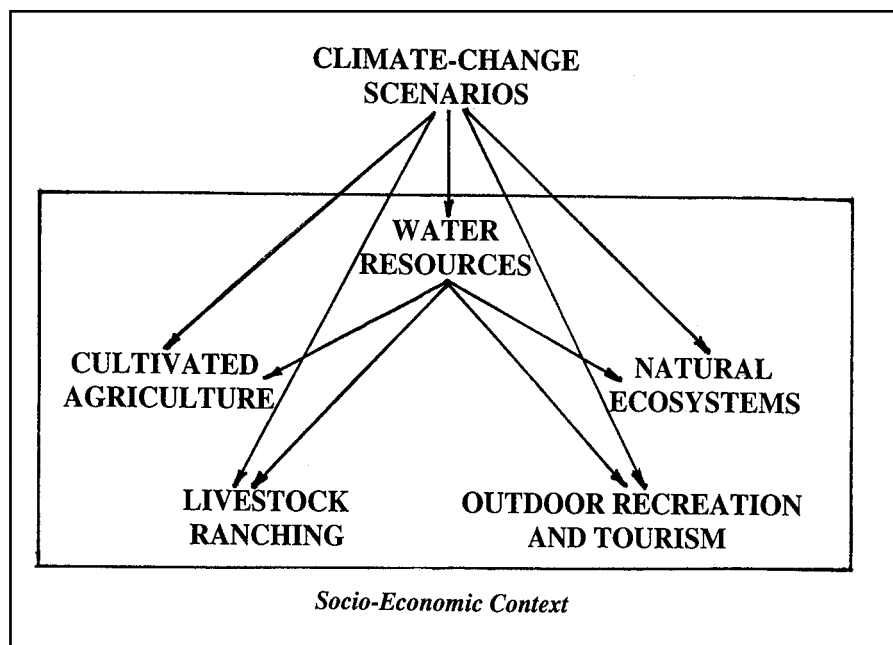 CLIMATE-CHANGE
SCENARIOS
WATER
RESOURCES
CULTIVATED
AGRICULTURE
NATURAL
ECOSYSTEMS
LIVESTOCK
RANCHING
OUTDOOR RECREATION
AND TOURISM
Socio-Economic Context